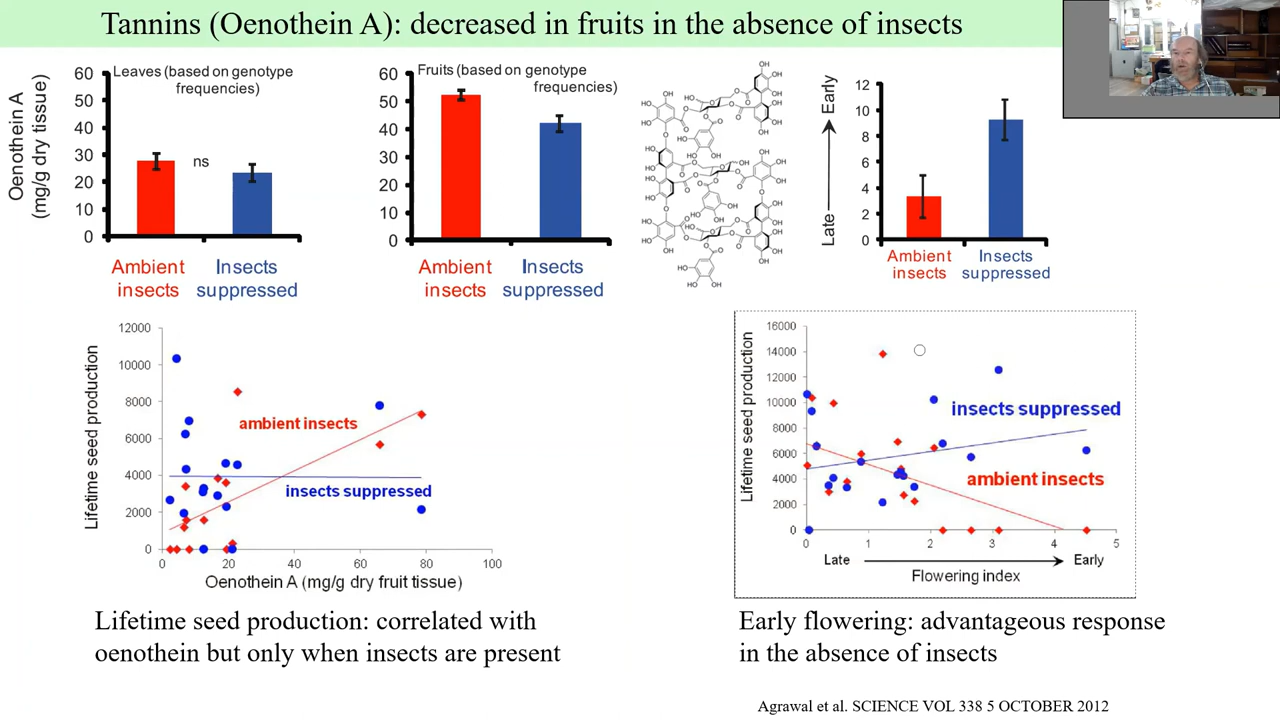 Tannins (Oenothein A): decreased in fruits in the absence of insects
Oenothein A
(mg/g dry tissue)
Leaves (based on genotype
frequencies)
60
50
40
30
20
10
0
ns
Ambient
insects
Insects
suppressed
Fruits (based on genotype
frequencies)
60
50
40
30
20
10
0
Ambient
insects
Insects
suppressed
Late
Early
12
10
8
6
4
2
0
Ambient
insects
Insects
suppressed
Lifetime seed production
12000
10000
8000
6000
4000
2000
0
ambient insects
insects suppressed
0
20
40
60
80
100
Oenothein A (mg/g dry fruit tissue)
Lifetime seed production
16000
14000
12000
10000
8000
6000
4000
2000
0
insects suppressed
ambient insects
0
1
2
3
4
5
Late
Early
Flowering index
Lifetime seed production: correlated with
oenothein but only when insects are present
Early flowering: advantageous response
in the absence of insects
Agrawal et al. SCIENCE VOL 338 5 OCTOBER 2012